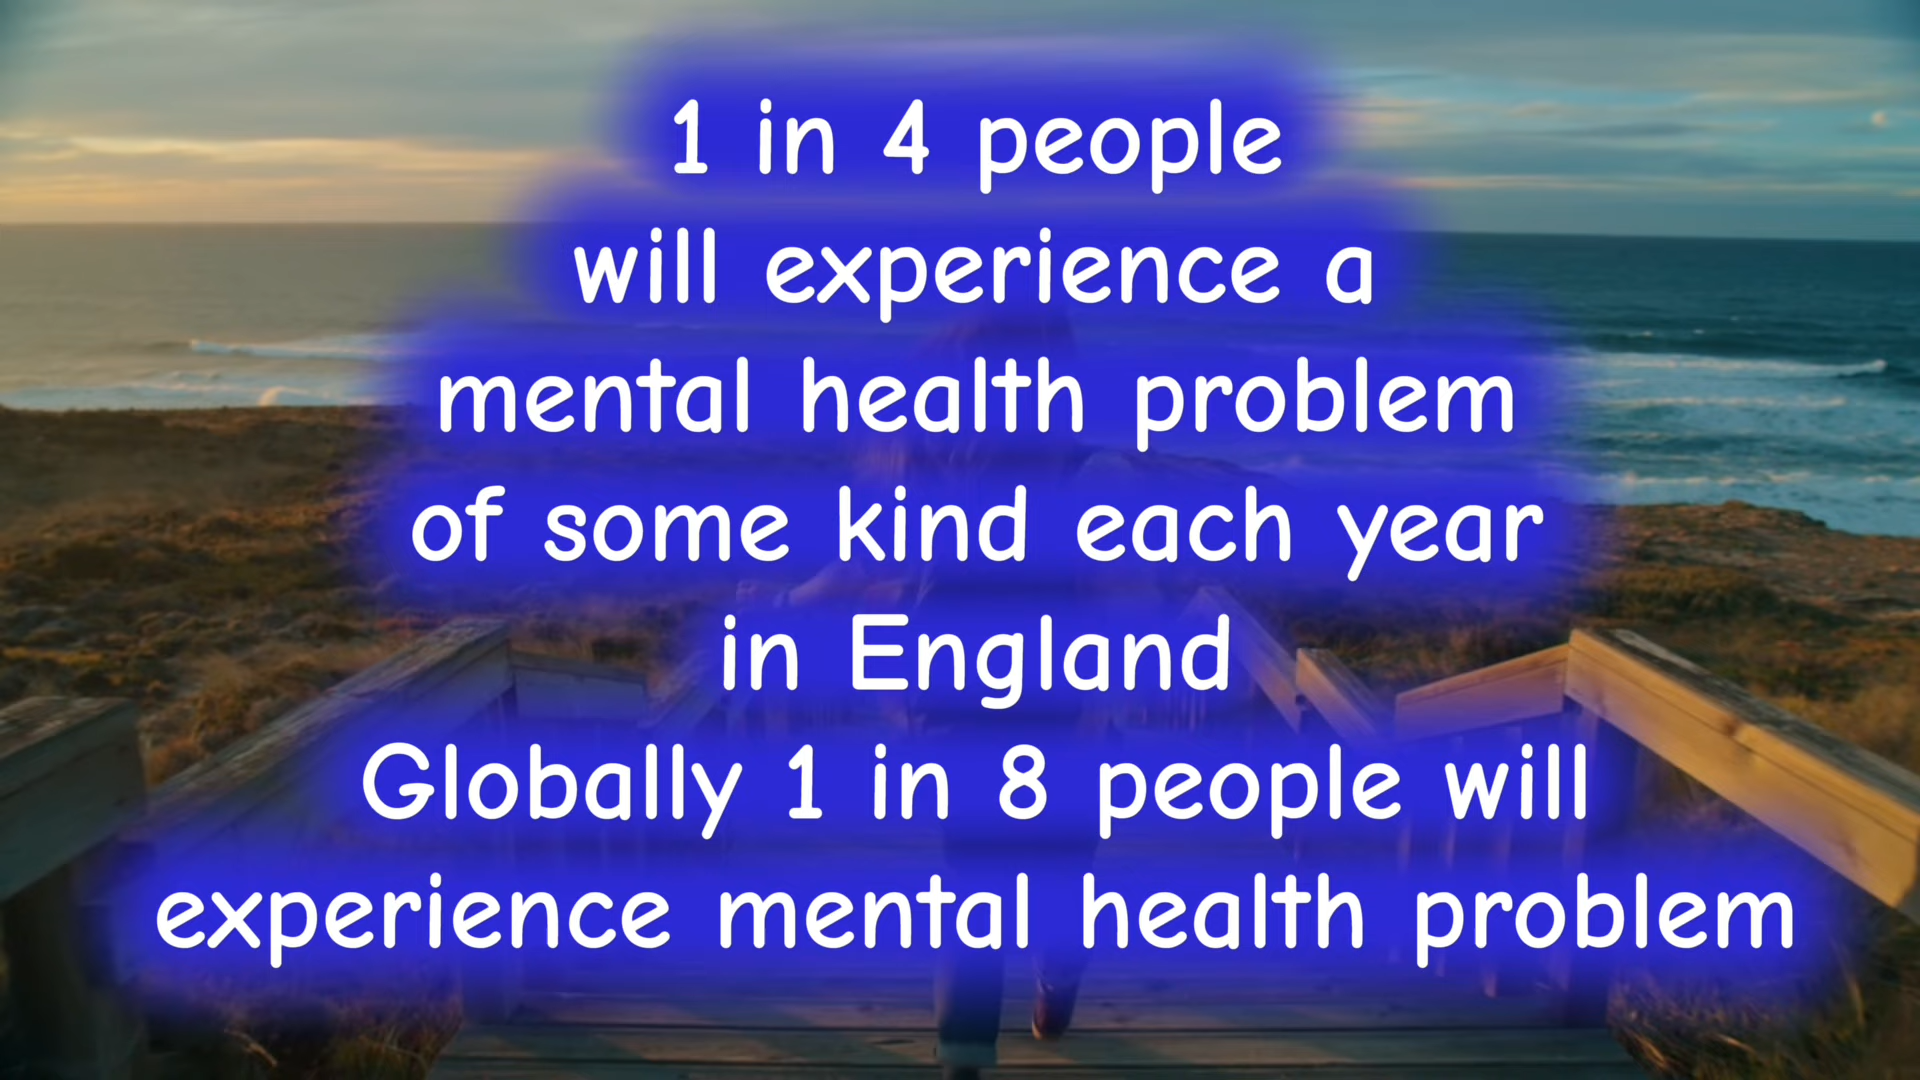 1 in 4 people
will experience a
mental health problem
of some kind each year
in England
Globally 1 in 8 people will
experience mental health problem